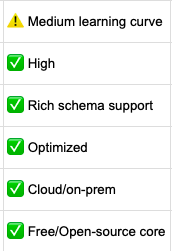 ⚠️ Medium learning curve
✅ High
✅ Rich schema support
✅ Optimized
✅ Cloud/on-prem
✅ Free/Open-source core